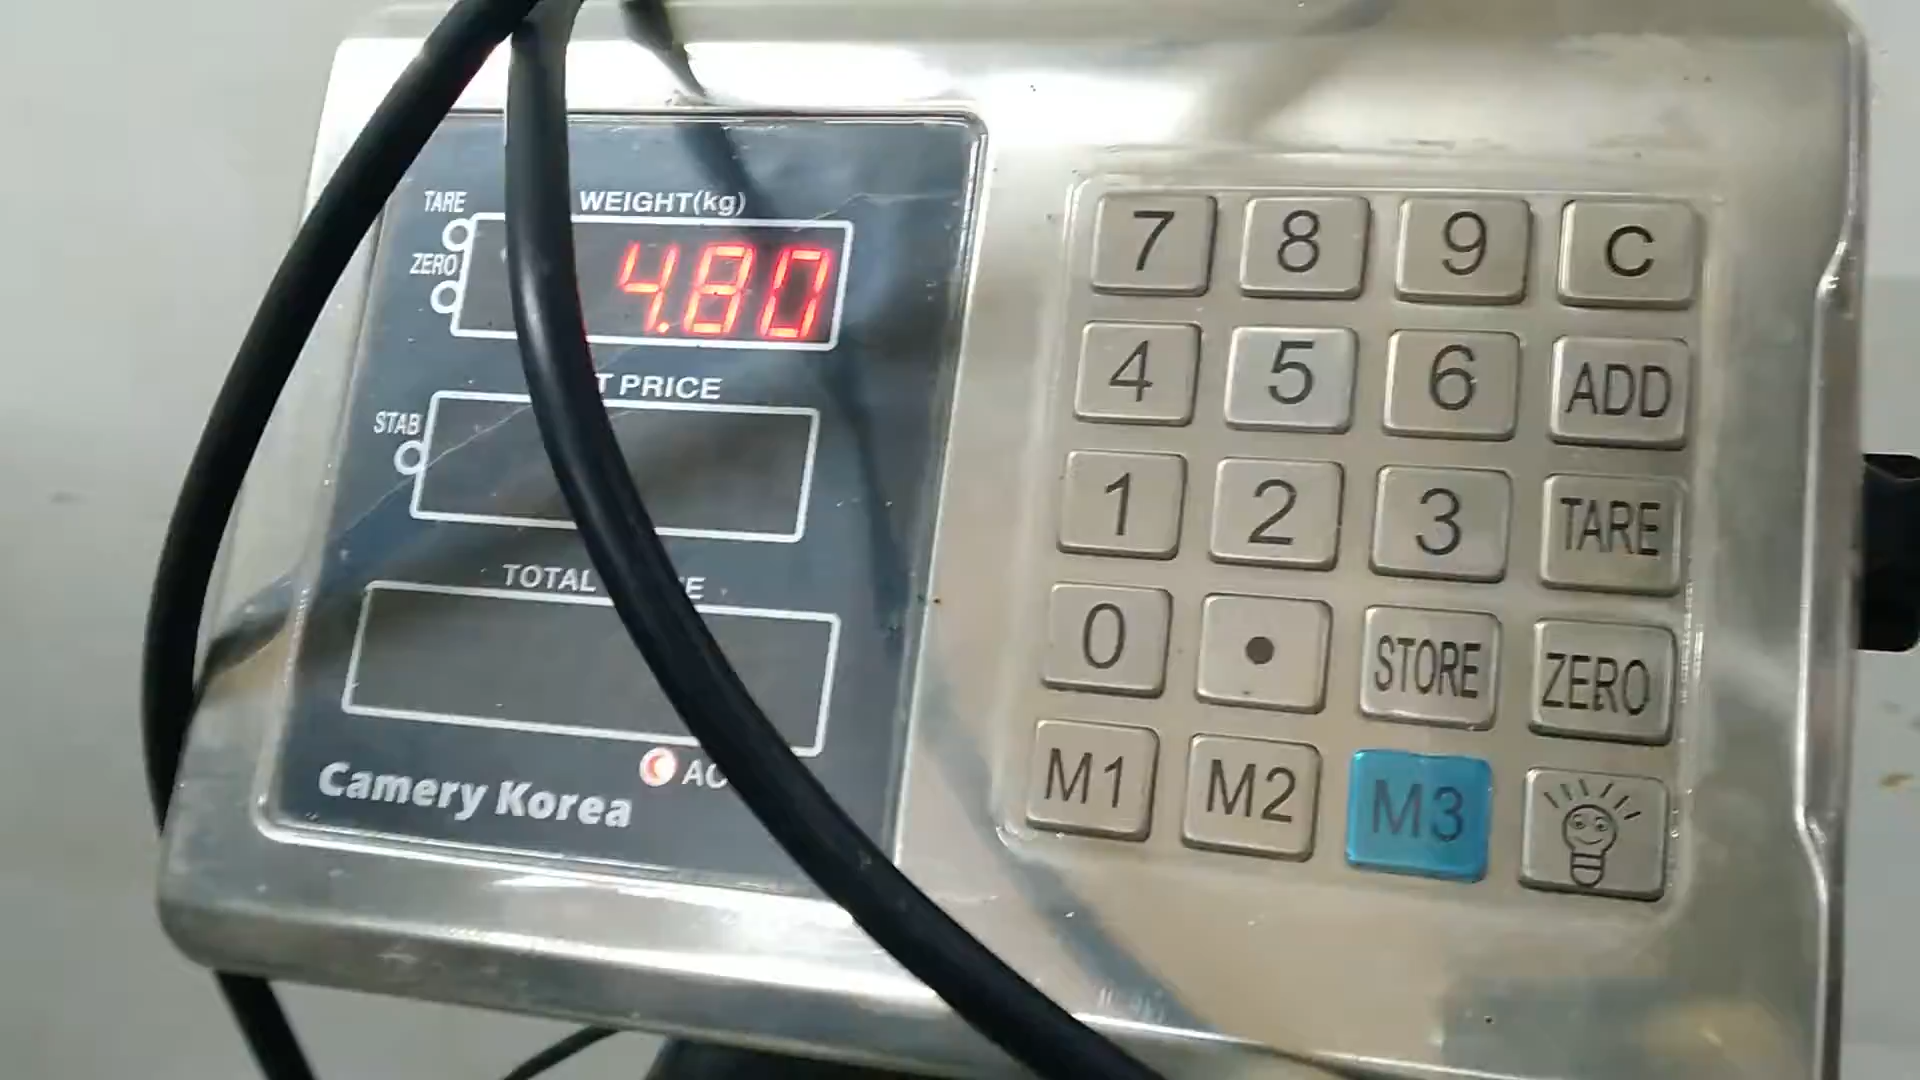 TARE
WEIGHT(kg)
ZERO
4.80
T PRICE
STAB
TOTAL
AC
Camery Korea
7 8 9 C
4 5 6 ADD
1 2 3 TARE
0 . STORE ZERO
M1 M2 M3